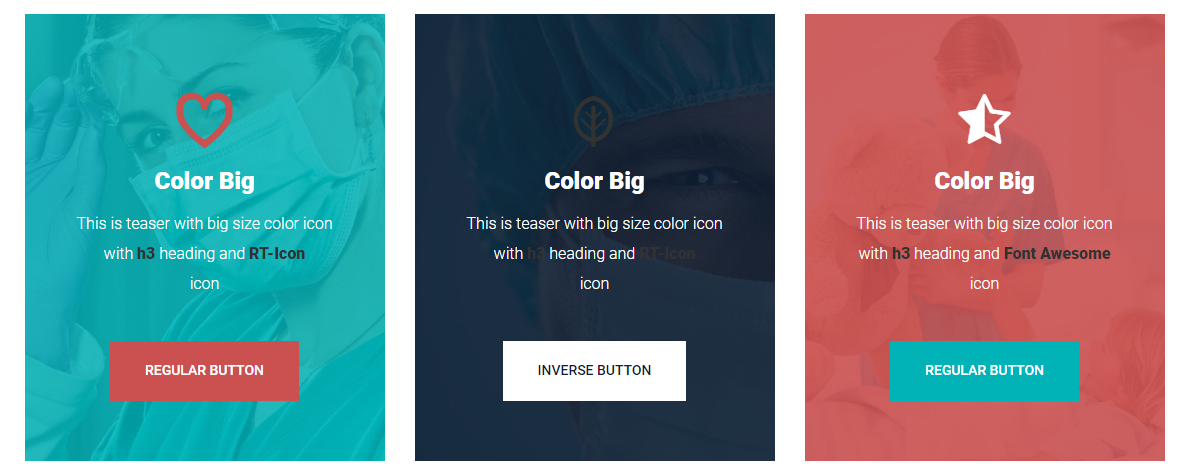 Color Big
This is teaser with big size color icon
with h3 heading and RT-Icon
icon
REGULAR BUTTON
Color Big
This is teaser with big size color icon
with h3 heading and RT-Icon
icon
INVERSE BUTTON
Color Big
This is teaser with big size color icon
with h3 heading and Font Awesome
icon
REGULAR BUTTON